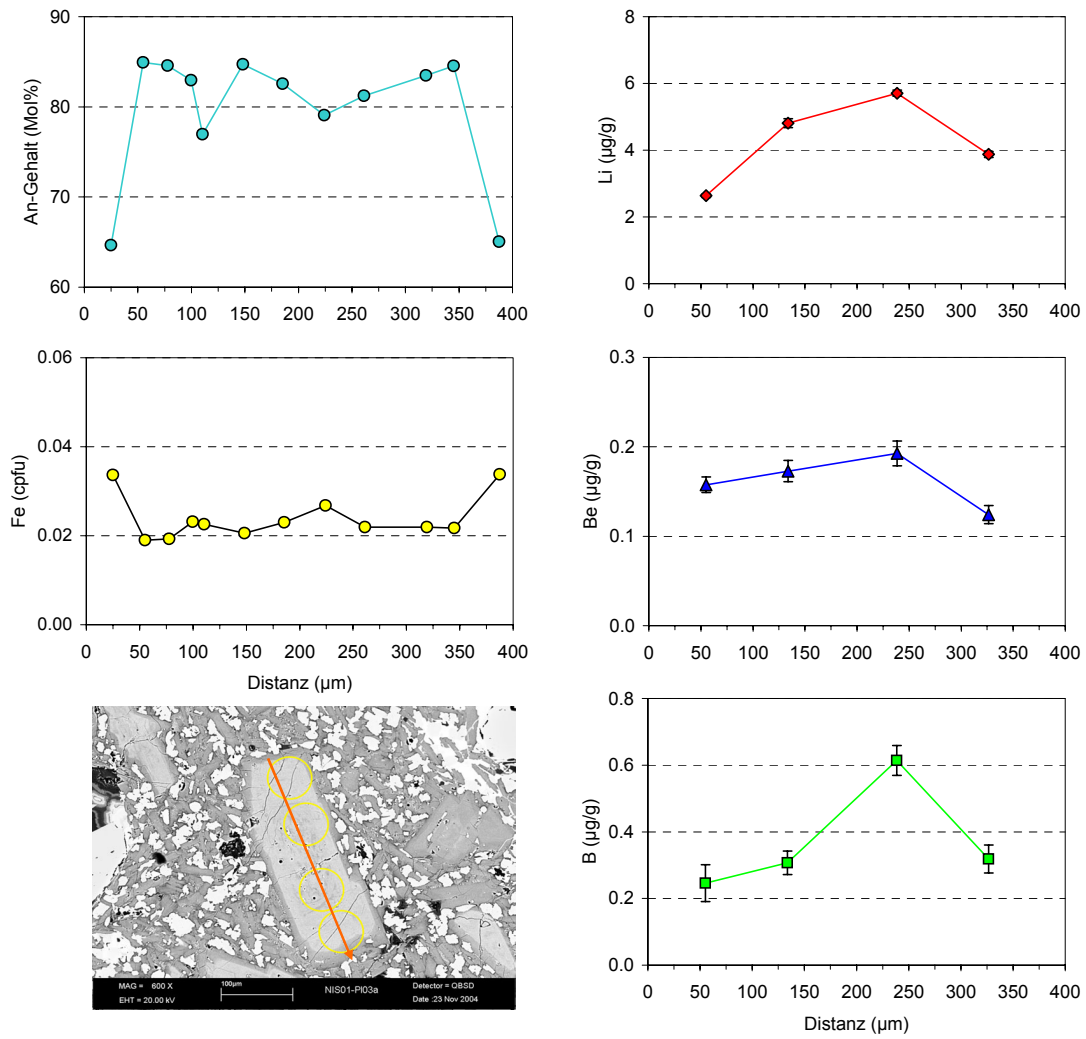 90
80
70
60
An-Gehalt (Mol%)
0 50 100 150 200 250 300 350 400
8
6
4
2
0
Li (µg/g)
0 50 100 150 200 250 300 350 400
0.06
0.04
0.02
0.00
Fe (cpfu)
0 50 100 150 200 250 300 350 400
Distanz (µm)
0.3
0.2
0.1
0.0
Be (µg/g)
0 50 100 150 200 250 300 350 400
MAG = 600 X
EHT = 20.00 kV
100µm
NIS01-Pl03a
Detector = QBSD
Date :23 Nov 2004
0.8
0.6
0.4
0.2
0.0
B (µg/g)
0 50 100 150 200 250 300 350 400
Distanz (µm)